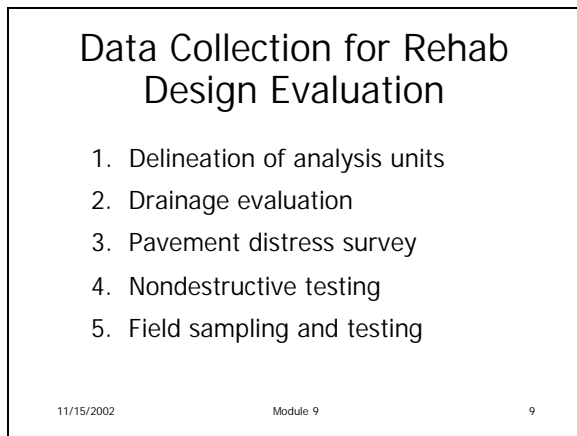 Data Collection for Rehab
Design Evaluation
1. Delineation of analysis units
2. Drainage evaluation
3. Pavement distress survey
4. Nondestructive testing
5. Field sampling and testing
11/15/2002 Module 9 9